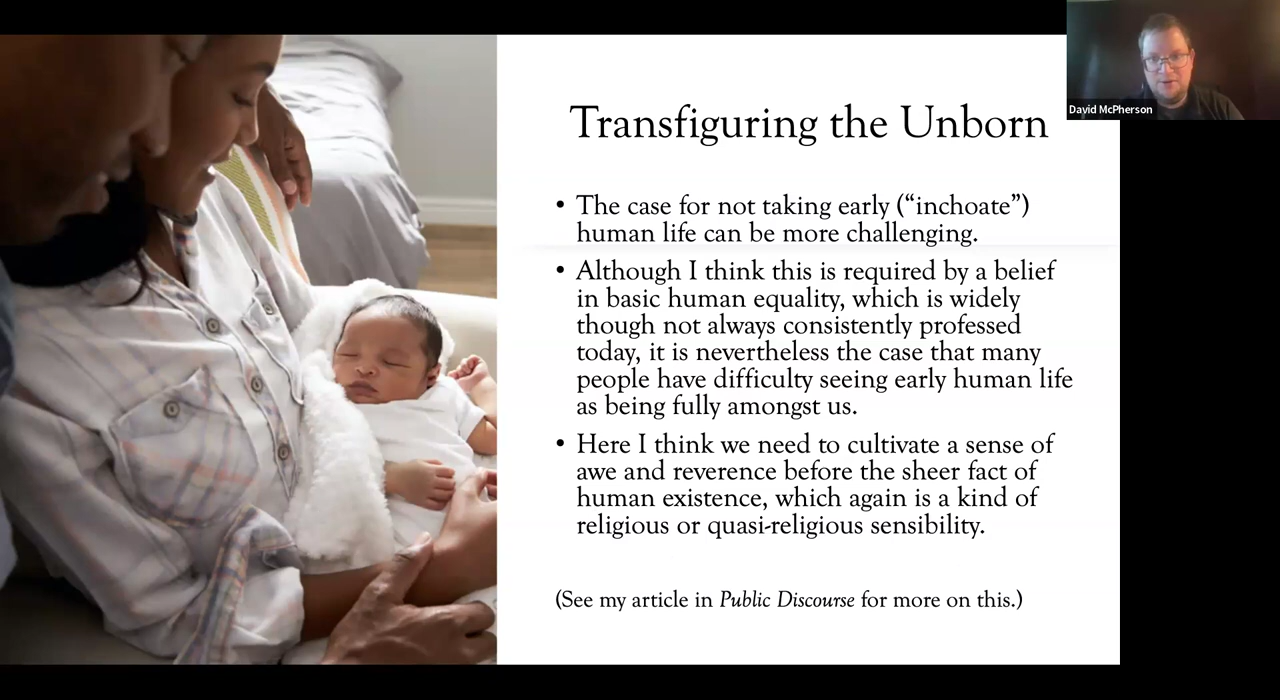 David McPherson
Transfiguring the Unborn
• The case for not taking early (“inchoate”)
human life can be more challenging.
• Although I think this is required by a belief
in basic human equality, which is widely
though not always consistently professed
today, it is nevertheless the case that many
people have difficulty seeing early human life
as being fully amongst us.
• Here I think we need to cultivate a sense of
awe and reverence before the sheer fact of
human existence, which again is a kind of
religious or quasi-religious sensibility.
(See my article in Public Discourse for more on this.)